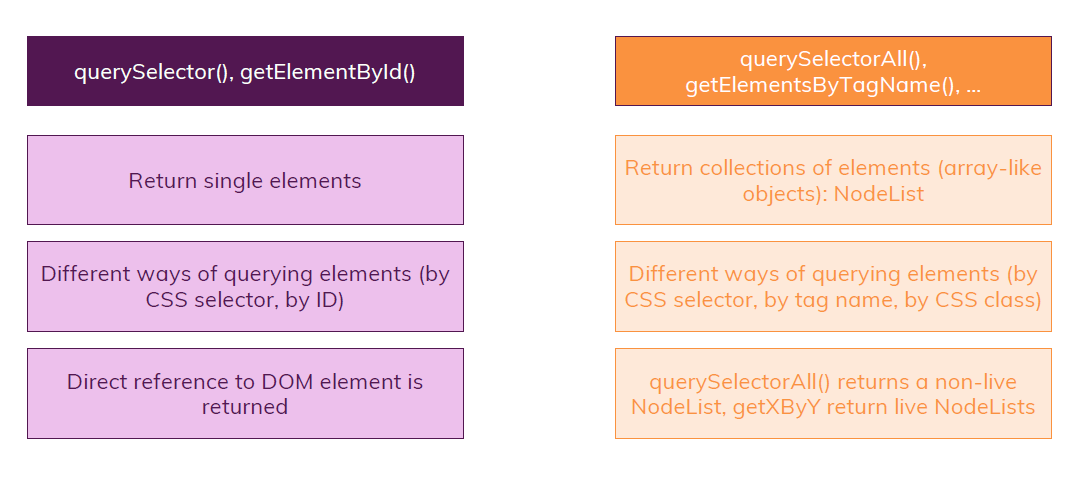 querySelector(), getElementById()
Return single elements
Different ways of querying elements (by
CSS selector, by ID)
Direct reference to DOM element is
returned
querySelectorAll(),
getElementsByTagName(), ...
Return collections of elements (array-like
objects): NodeList
Different ways of querying elements (by
CSS selector, by tag name, by CSS class)
querySelectorAll() returns a non-live
NodeList, getXByY return live NodeLists